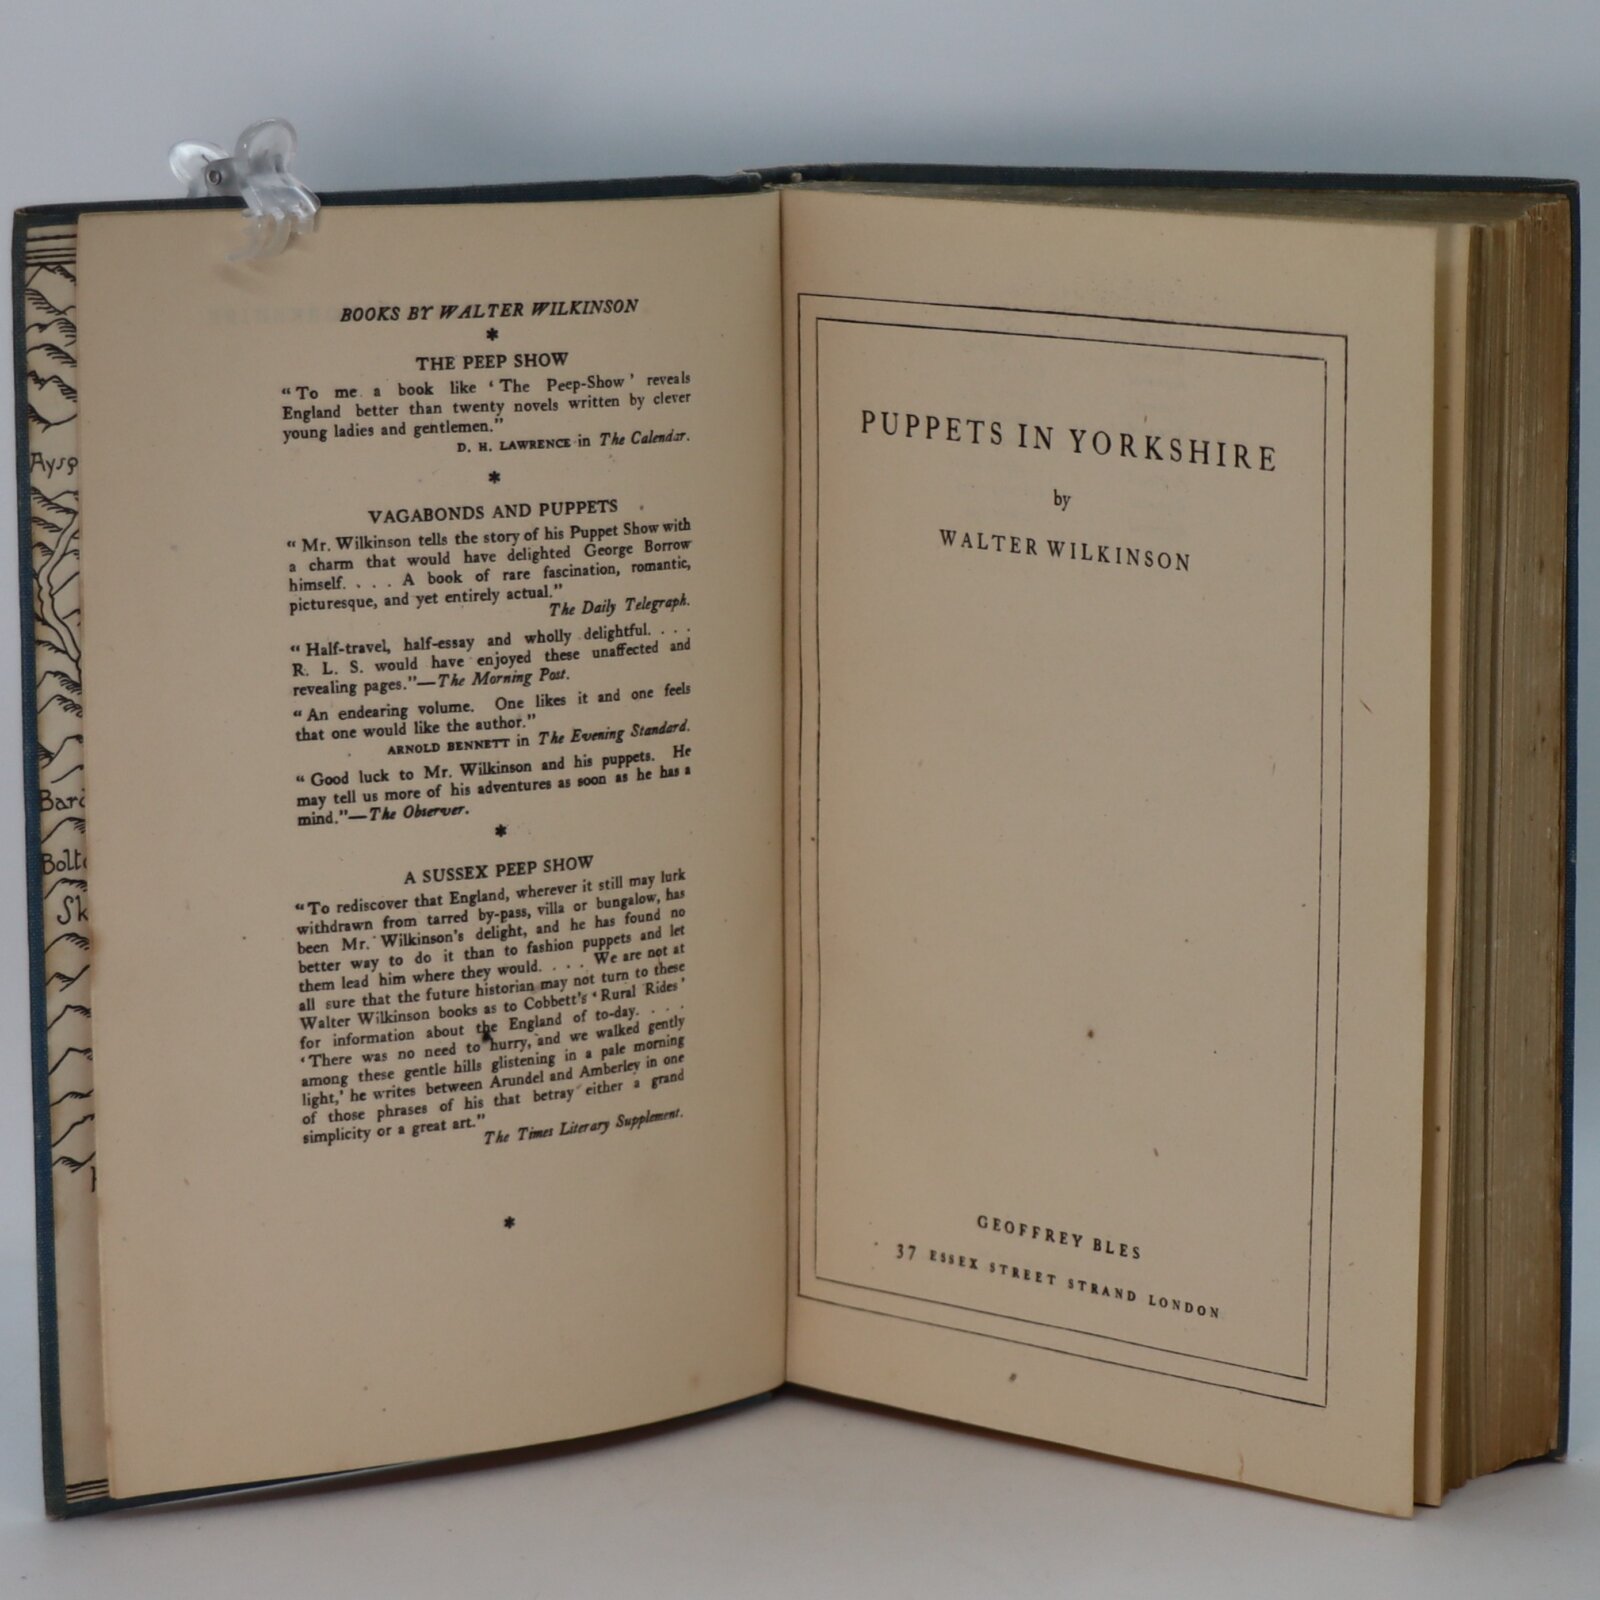 BOOKS BY WALTER WILKINSON
*
THE PEEP SHOW
"To me a book like 'The Peep-Show' reveals
England better than twenty novels written by clever
young ladies and gentlemen."
D. H. LAWRENCE in The Calendar.
*
VAGABONDS AND PUPPETS
"Mr. Wilkinson tells the story of his Puppet Show with
a charm that would have delighted George Borrow
himself. . . . A book of rare fascination, romantic,
picturesque, and yet entirely actual."
The Daily Telegraph.
"Half-travel, half-essay and wholly delightful. . . .
R. L. S. would have enjoyed these unaffected and
revealing pages."—The Morning Post.
"An endearing volume. One likes it and one feels
that one would like the author."
ARNOLD BENNETT in The Evening Standard.
"Good luck to Mr. Wilkinson and his puppets. He
may tell us more of his adventures as soon as he has a
mind."—The Observer.
*
A SUSSEX PEEP SHOW
"To rediscover that England, wherever it still may lurk
withdrawn from tarred by-pass, villa or bungalow, has
been Mr. Wilkinson's delight, and he has found no
better way to do it than to fashion puppets and let
them lead him where they would. . . . We are not at
all sure that the future historian may not turn to these
Walter Wilkinson books as to Cobbett's 'Rural Rides'
for information about the England of to-day. . . .
'There was no need to hurry, and we walked gently
among these gentle hills glistening in a pale morning
light,' he writes between Arundel and Amberley in one
of those phrases of his that betray either a grand
simplicity or a great art."
The Times Literary Supplement.
*
Aysg
Bar
Bolt
Sk
PUPPETS IN YORKSHIRE
by
WALTER WILKINSON
GEOFFREY BLES
37 ESSEX STREET STRAND LONDON